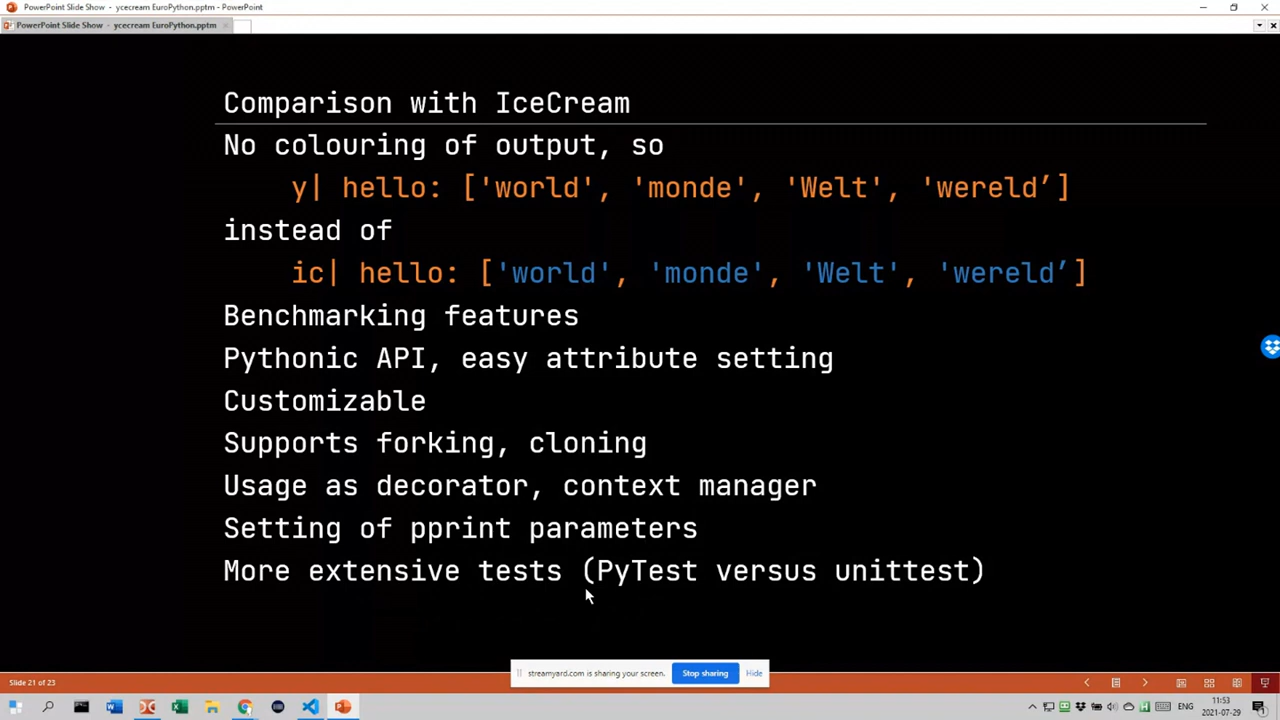 PowerPoint Slide Show - ycecream EuroPython.pptm - PowerPoint
PowerPoint Slide Show - ycecream EuroPython.pptm
Comparison with IceCream
No colouring of output, so
y| hello: ['world', 'monde', 'Welt', 'wereld’]
instead of
ic| hello: ['world', 'monde', 'Welt', 'wereld’]
Benchmarking features
Pythonic API, easy attribute setting
Customizable
Supports forking, cloning
Usage as decorator, context manager
Setting of pprint parameters
More extensive tests (PyTest versus unittest)
streamyard.com is sharing your screen.
Stop sharing
Hide
Slide 21 of 23
ENG
11:53
2021-07-29